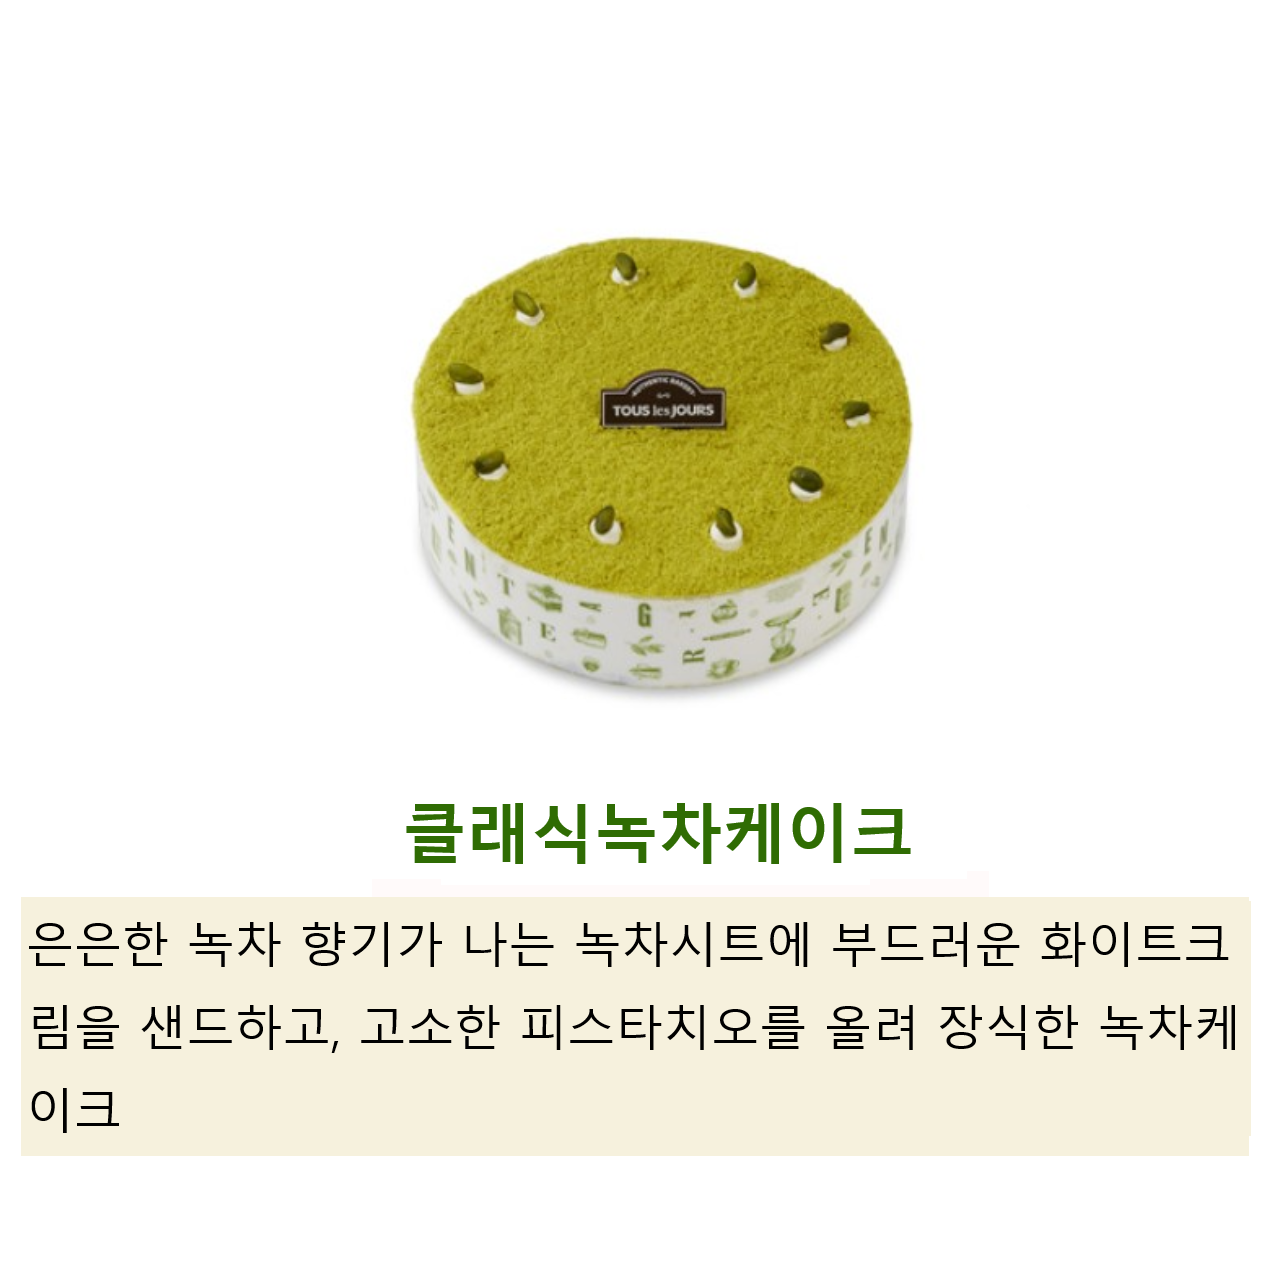 AUTHENTIC BAKERY
TOUS les JOURS
E N T E A G R E E N
클래식녹차케이크
은은한 녹차 향기가 나는 녹차시트에 부드러운 화이트크
림을 샌드하고, 고소한 피스타치오를 올려 장식한 녹차케
이크